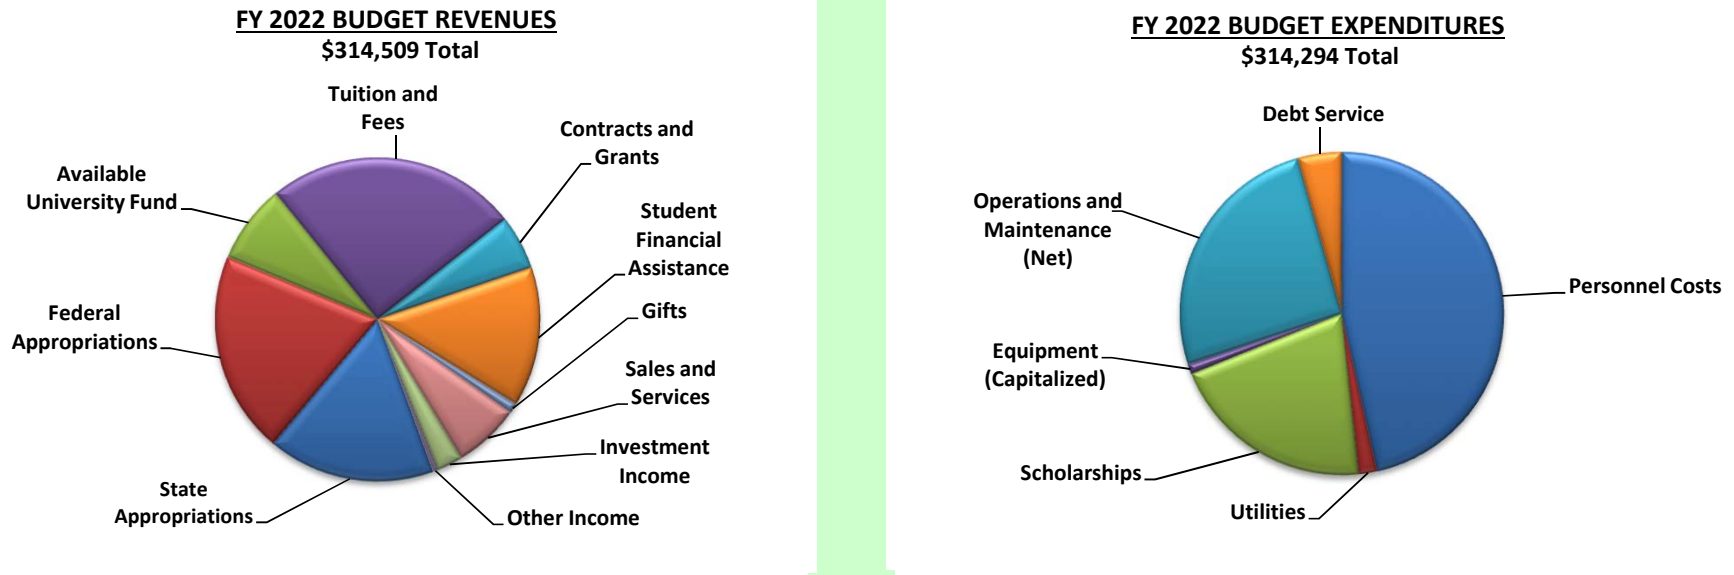 FY 2022 BUDGET REVENUES
$314,509 Total
Tuition and
Fees
Contracts and
Grants
Student
Financial
Assistance
Gifts
Sales and
Services
Investment
Income
Other Income
State
Appropriations
Federal
Appropriations
Available
University Fund
FY 2022 BUDGET EXPENDITURES
$314,294 Total
Debt Service
Personnel Costs
Utilities
Scholarships
Equipment
(Capitalized)
Operations and
Maintenance
(Net)